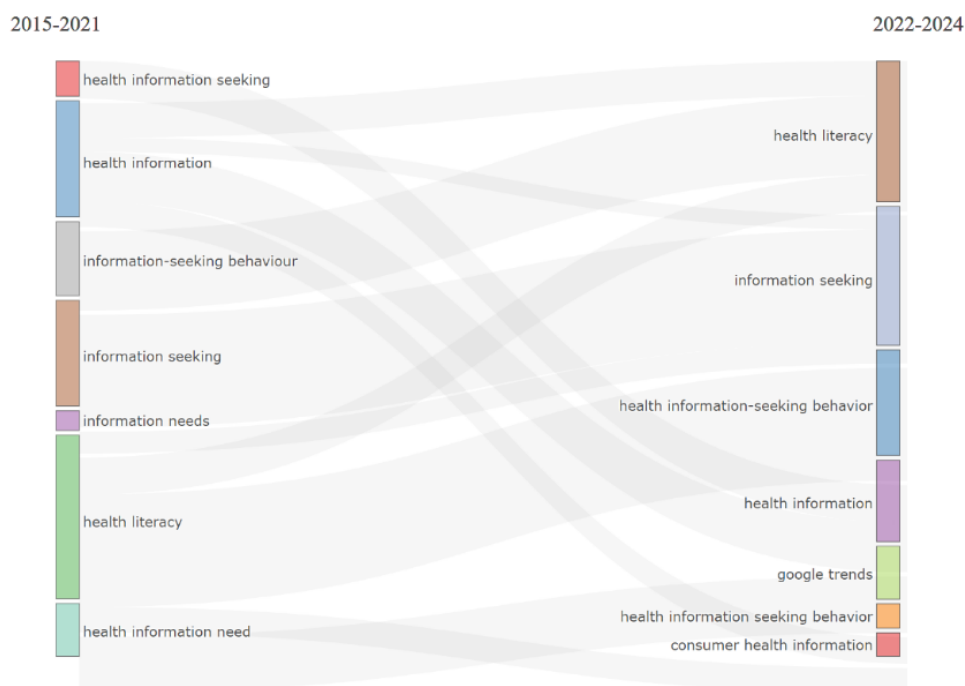 2015-2021
2022-2024
health information seeking
health information
information-seeking behaviour
information seeking
information needs
health literacy
health information need
health literacy
information seeking
health information-seeking behavior
health information
google trends
health information seeking behavior
consumer health information